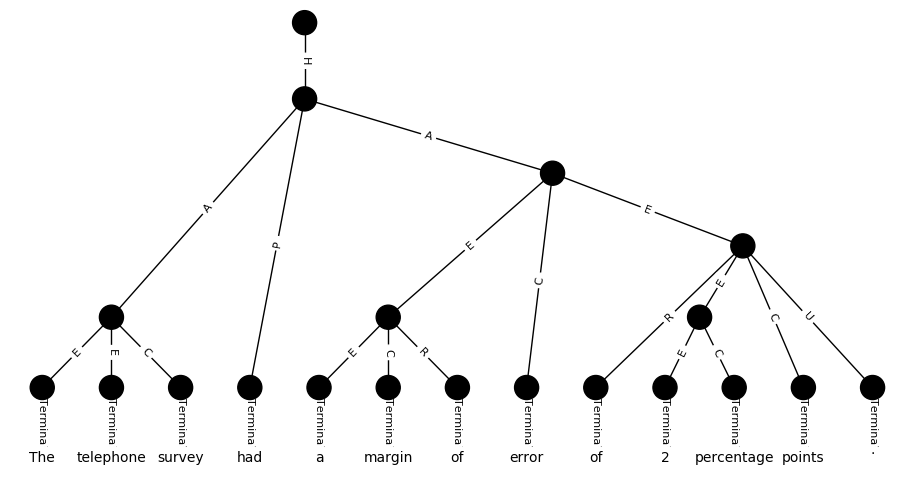 H
A
A
P
E
E
C
R
E
C
U
E
E
C
E
C
R
E
C
Termina Termina Termina Termina Termina Termina Termina Termina Termina Termina Termina Termina Termina
The telephone survey had a margin of error of 2 percentage points .